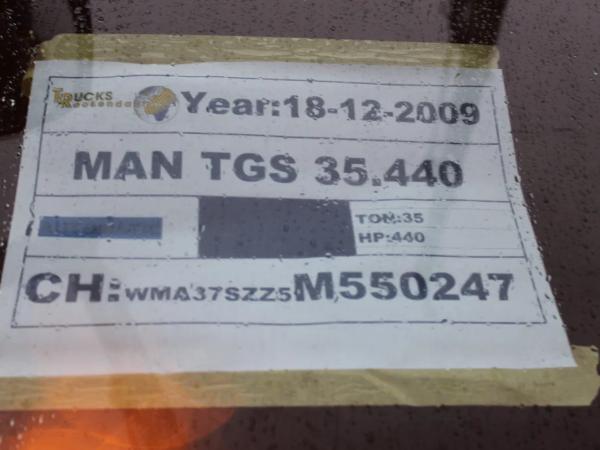 TRUCKS Year:18-12-2009
MAN TGS 35.440
TON:35
HP:440
CH:WMA37SZZ5M550247